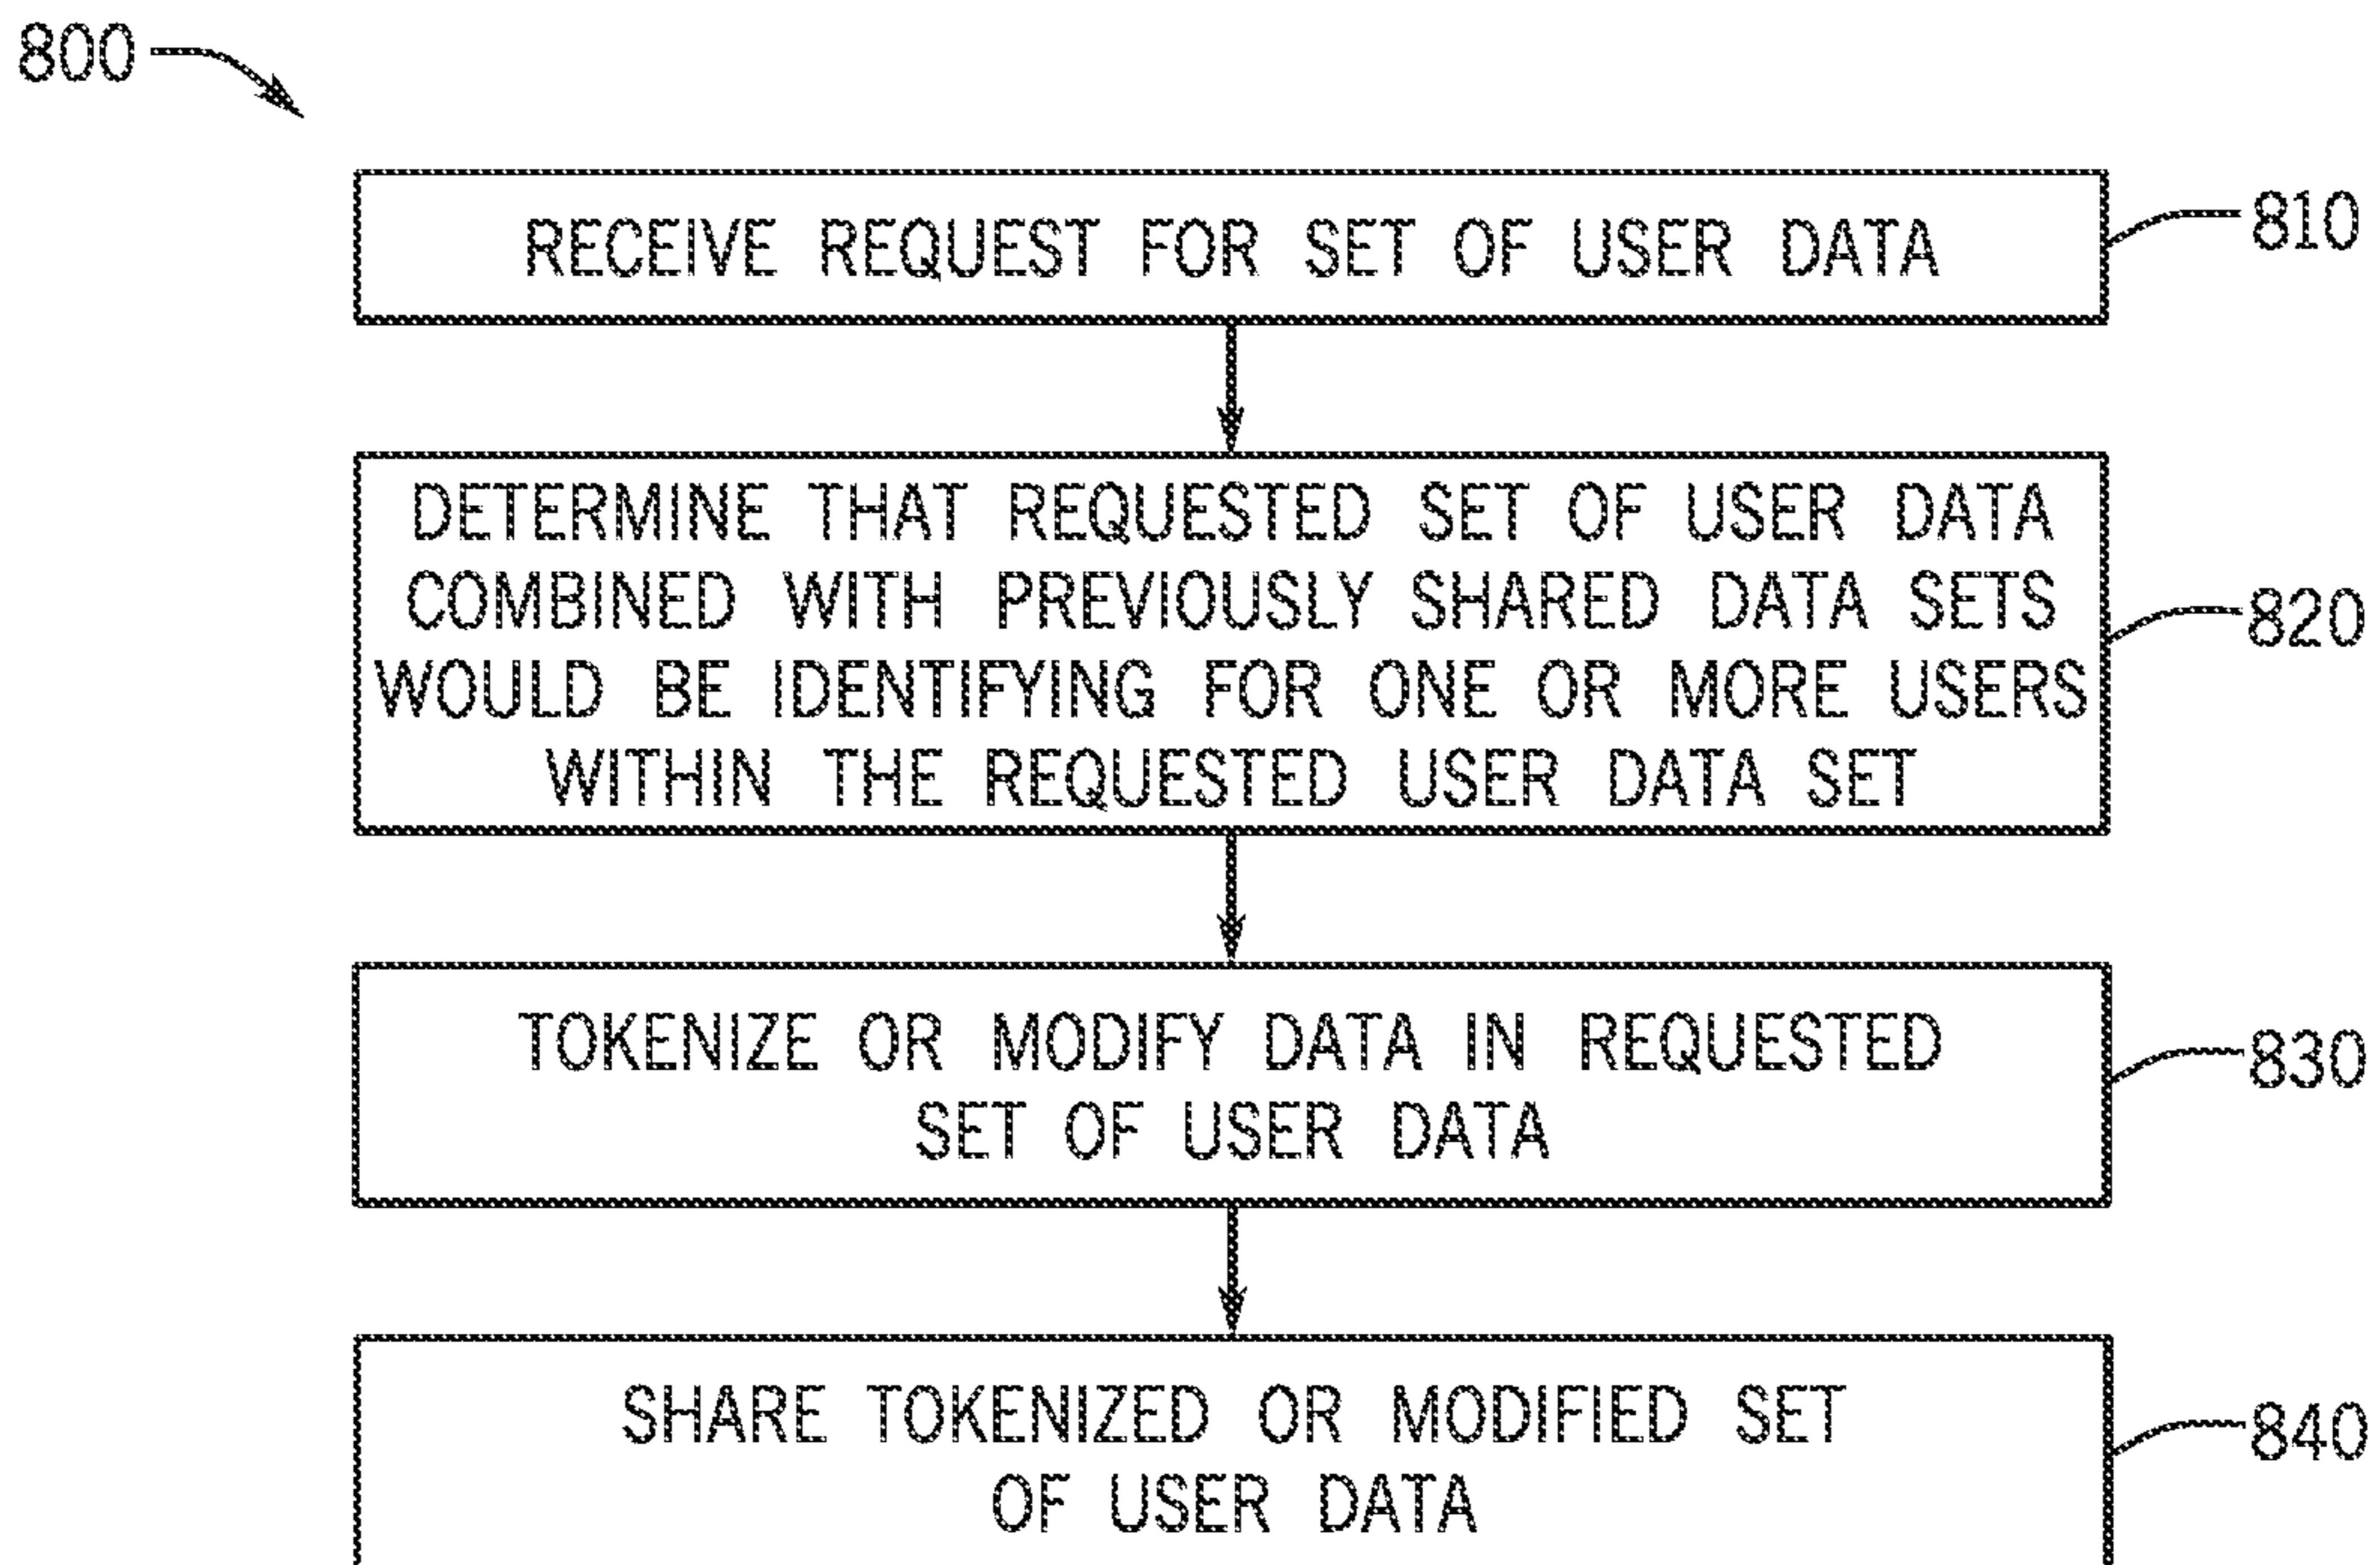 800
RECEIVE REQUEST FOR SET OF USER DATA
810
DETERMINE THAT REQUESTED SET OF USER DATA
COMBINED WITH PREVIOUSLY SHARED DATA SETS
WOULD BE IDENTIFYING FOR ONE OR MORE USERS
WITHIN THE REQUESTED USER DATA SET
820
TOKENIZE OR MODIFY DATA IN REQUESTED
SET OF USER DATA
830
SHARE TOKENIZED OR MODIFIED SET
OF USER DATA
840